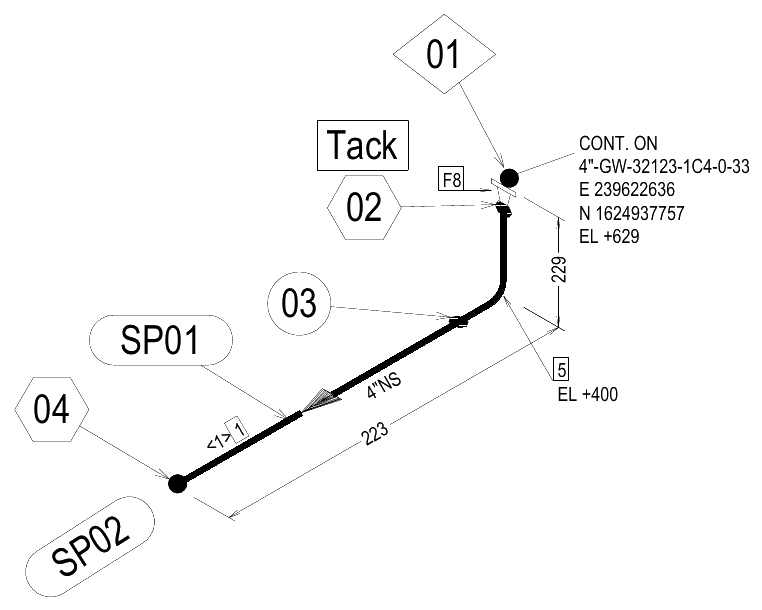 01
CONT. ON
4"-GW-32123-1C4-0-33
E 239622636
N 1624937757
EL +629
Tack
F8
02
229
03
SP01
5
EL +400
4"NS
04
<1> 1
223
SP02